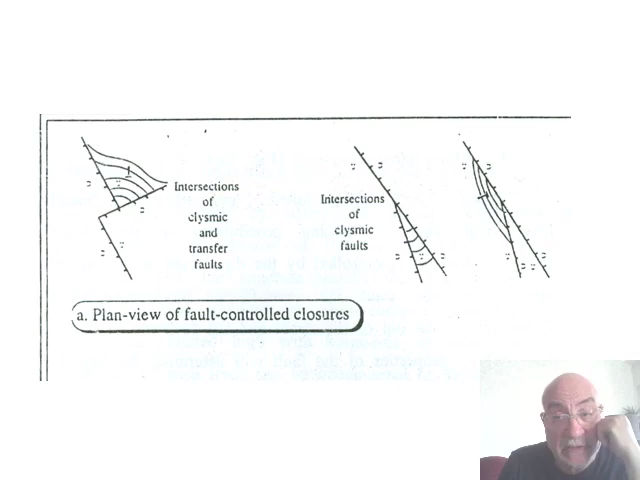 Intersections
of
clysmic
and
transfer
faults
Intersections
of
clysmic
faults
a. Plan-view of fault-controlled closures